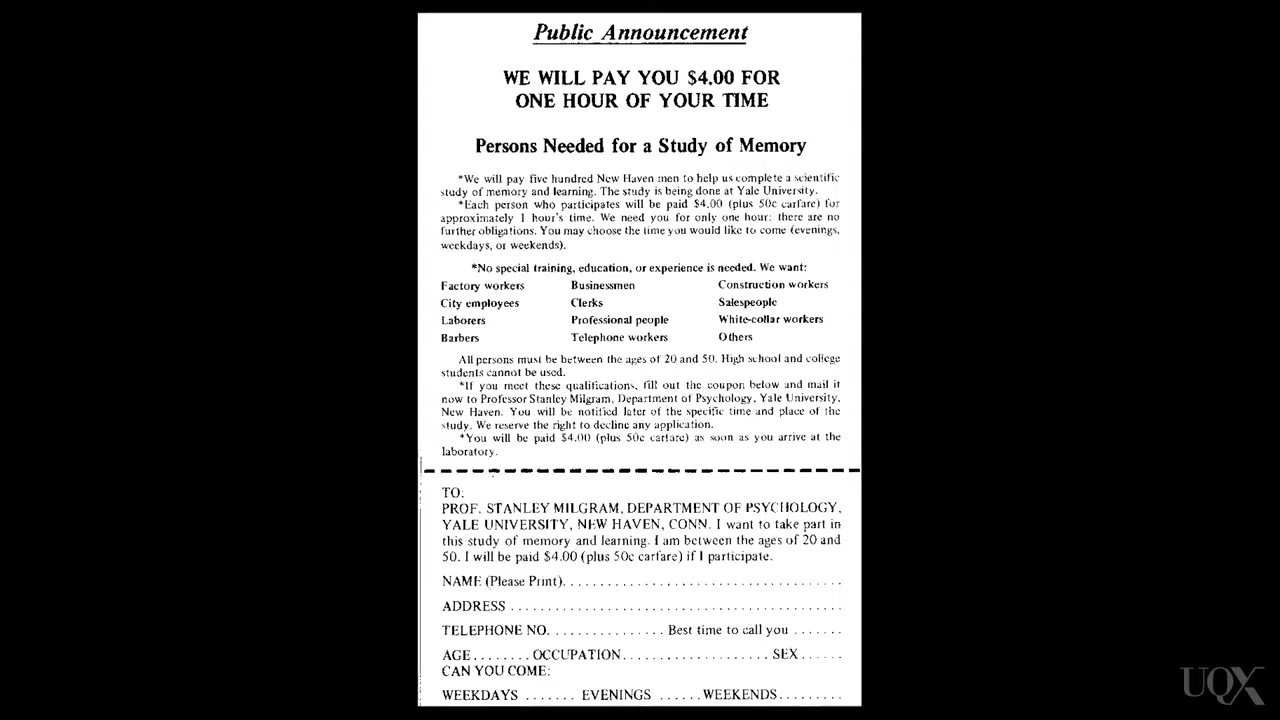 Public Announcement
WE WILL PAY YOU $4.00 FOR
ONE HOUR OF YOUR TIME
Persons Needed for a Study of Memory
*We will pay five hundred New Haven men to help us complete a scientific
study of memory and learning. The study is being done at Yale University.
*Each person who participates will be paid $4.00 (plus 50c carfare) for
approximately 1 hour's time. We need you for only one hour: there are no
further obligations. You may choose the time you would like to come (evenings,
weekdays, or weekends).
*No special training, education, or experience is needed. We want:
Factory workers Businessmen Construction workers
City employees Clerks Salespeople
Laborers Professional people White-collar workers
Barbers Telephone workers Others
All persons must be between the ages of 20 and 50. High school and college
students cannot be used.
*If you meet these qualifications, fill out the coupon below and mail it
now to Professor Stanley Milgram, Department of Psychology, Yale University,
New Haven. You will be notified later of the specific time and place of the
study. We reserve the right to decline any application.
*You will be paid $4.00 (plus 50c carfare) as soon as you arrive at the
laboratory.
TO:
PROF. STANLEY MILGRAM, DEPARTMENT OF PSYCHOLOGY,
YALE UNIVERSITY, NEW HAVEN, CONN. I want to take part in
this study of memory and learning. I am between the ages of 20 and
50. I will be paid $4.00 (plus 50c carfare) if I participate.
NAME (Please Print). . . . . . . . . . . . . . . . . . . . . . . . . . . . . . . . . . .
ADDRESS . . . . . . . . . . . . . . . . . . . . . . . . . . . . . . . . . . . . . . . . . .
TELEPHONE NO. . . . . . . . . . . . . . . . Best time to call you . . . . . . .
AGE. . . . . . . . OCCUPATION. . . . . . . . . . . . . . . . . . . SEX. . . . . .
CAN YOU COME:
WEEKDAYS . . . . . . . EVENINGS . . . . . . WEEKENDS. . . . . . . . .
UQX